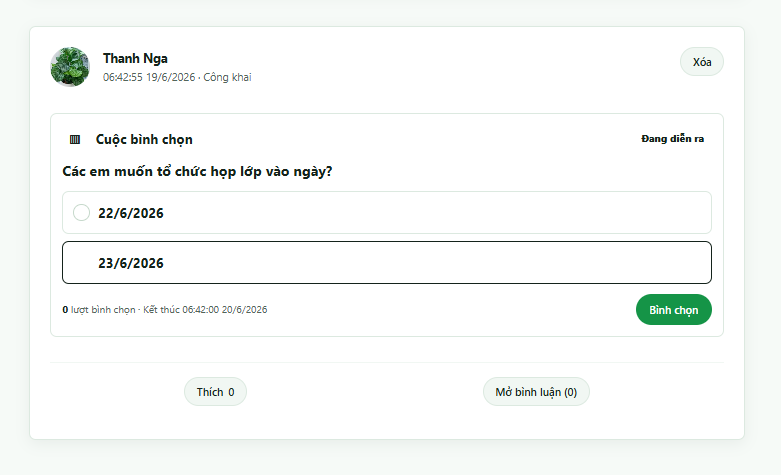 Thanh Nga
06:42:55 19/6/2026 · Công khai
Xóa
Cuộc bình chọn
Đang diễn ra
Các em muốn tổ chức họp lớp vào ngày?
22/6/2026
23/6/2026
0 lượt bình chọn · Kết thúc 06:42:00 20/6/2026
Bình chọn
Thích 0
Mở bình luận (0)